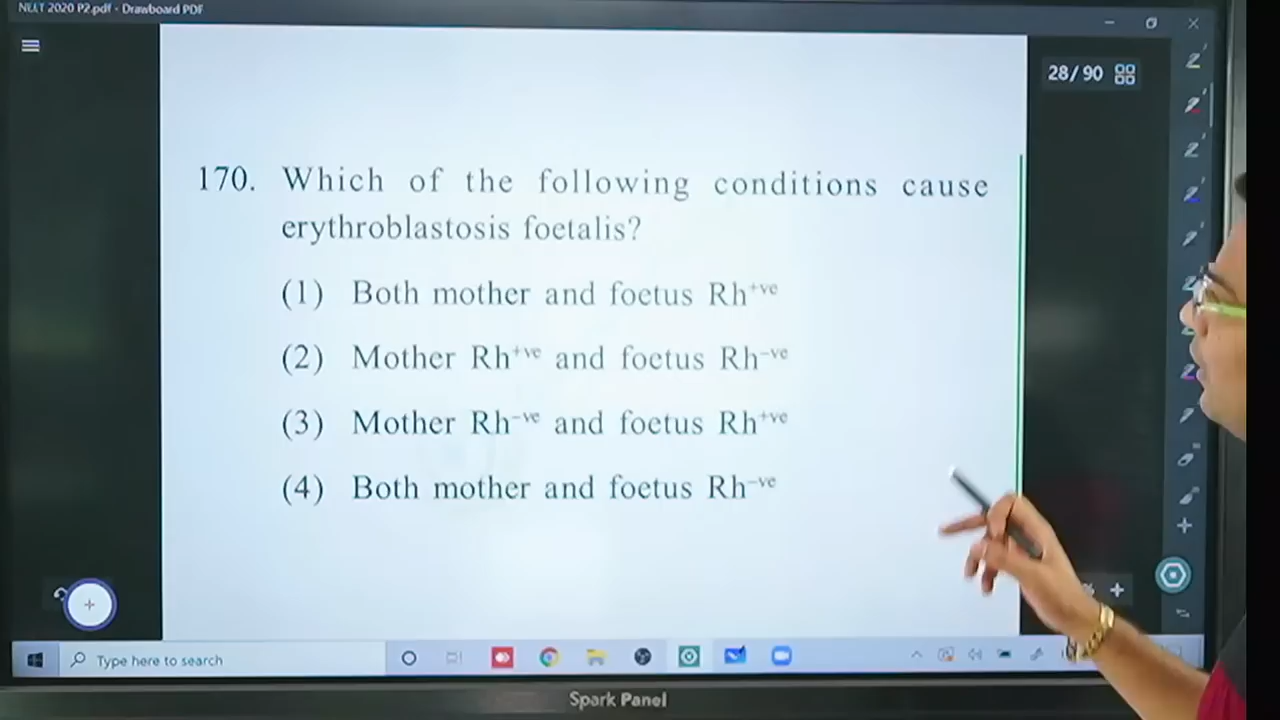 NEET 2020 P2.pdf - Drawboard PDF
28/90
170. Which of the following conditions cause
erythroblastosis foetalis?
(1) Both mother and foetus Rh⁺ᵛᵉ
(2) Mother Rh⁺ᵛᵉ and foetus Rh⁻ᵛᵉ
(3) Mother Rh⁻ᵛᵉ and foetus Rh⁺ᵛᵉ
(4) Both mother and foetus Rh⁻ᵛᵉ
Type here to search
Spark Panel